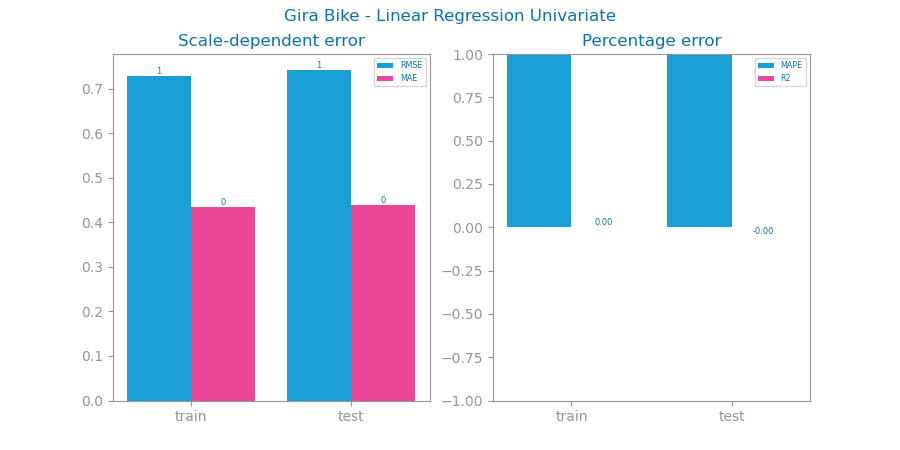 Gira Bike - Linear Regression Univariate
Scale-dependent error
0.7
0.6
0.5
0.4
0.3
0.2
0.1
0.0
1
0
1
0
RMSE
MAE
train
test
Percentage error
1.00
0.75
0.50
0.25
0.00
−0.25
−0.50
−0.75
−1.00
0.00
-0.00
MAPE
R2
train
test